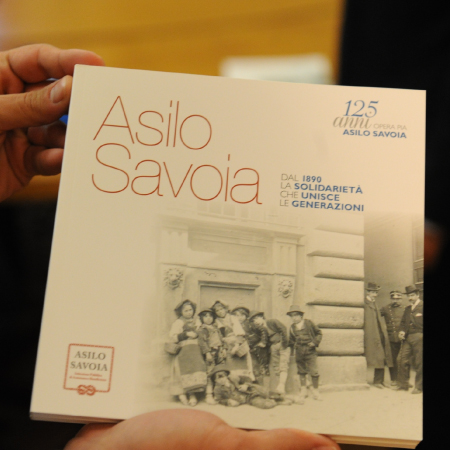 125
anni OPERA PIA
ASILO SAVOIA
Asilo
Savoia
DAL 1890
LA SOLIDARIETÀ
CHE UNISCE
LE GENERAZIONI
ASILO
SAVOIA